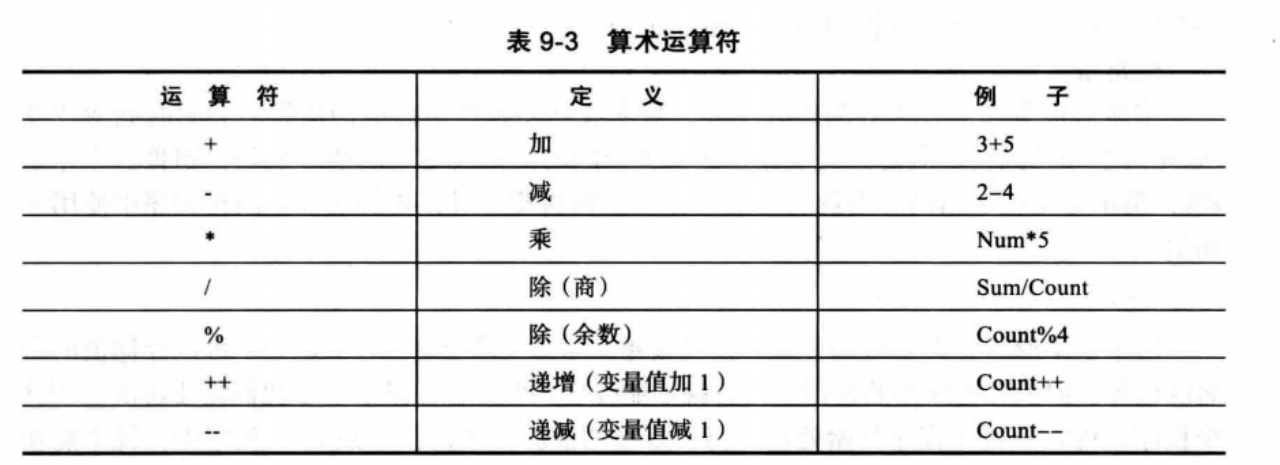 表 9-3 算术运算符
运 算 符 定 义 例 子
+ 加 3+5
- 减 2-4
* 乘 Num*5
/ 除（商） Sum/Count
% 除（余数） Count%4
++ 递增（变量值加 1） Count++
-- 递减（变量值减 1） Count--